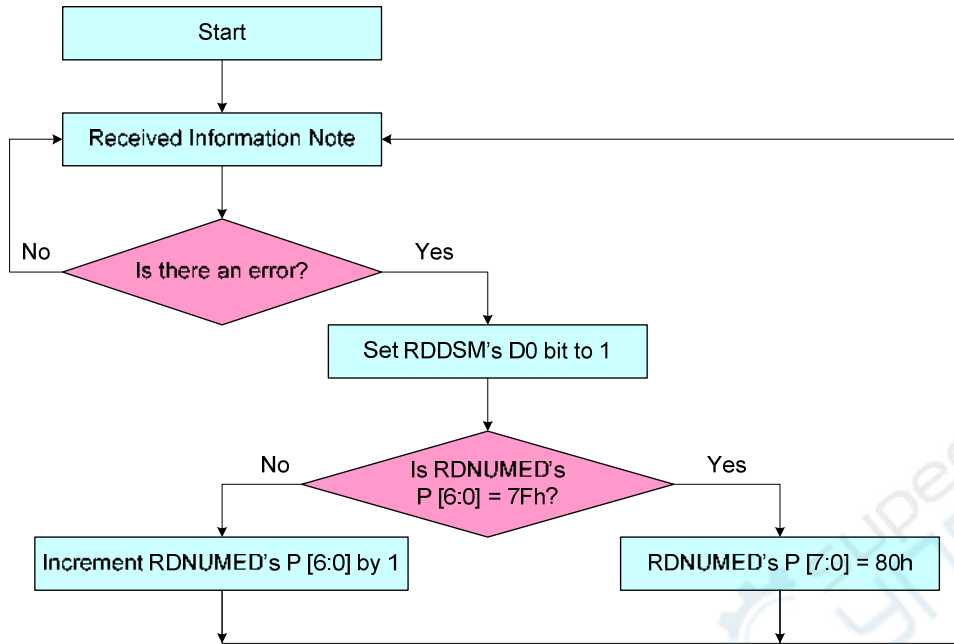 Start
Received Information Note
No
Yes
Is there an error?
Set RDDSM's D0 bit to 1
No
Yes
Is RDNUMED's
P [6:0] = 7Fh?
Increment RDNUMED's P [6:0] by 1
RDNUMED's P [7:0] = 80h